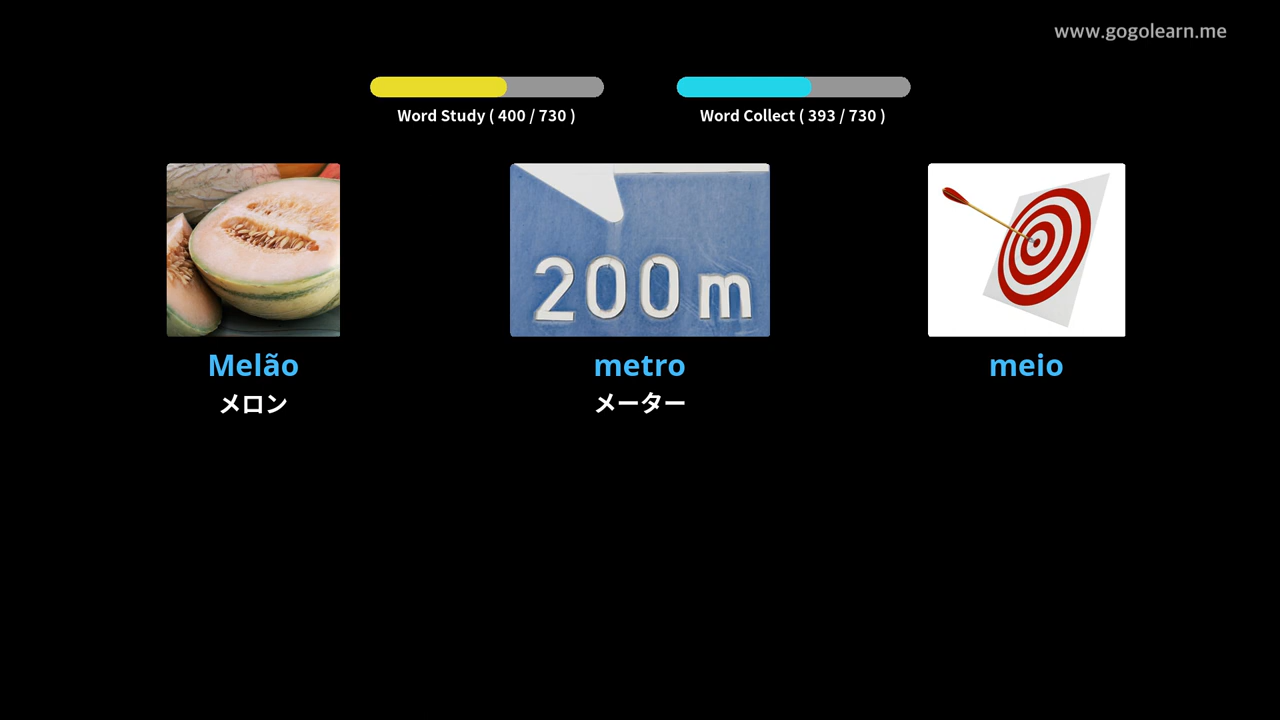 www.gogolearn.me
Word Study ( 400 / 730 )
Word Collect ( 393 / 730 )
200 m
Melão
metro
meio
メロン
メーター